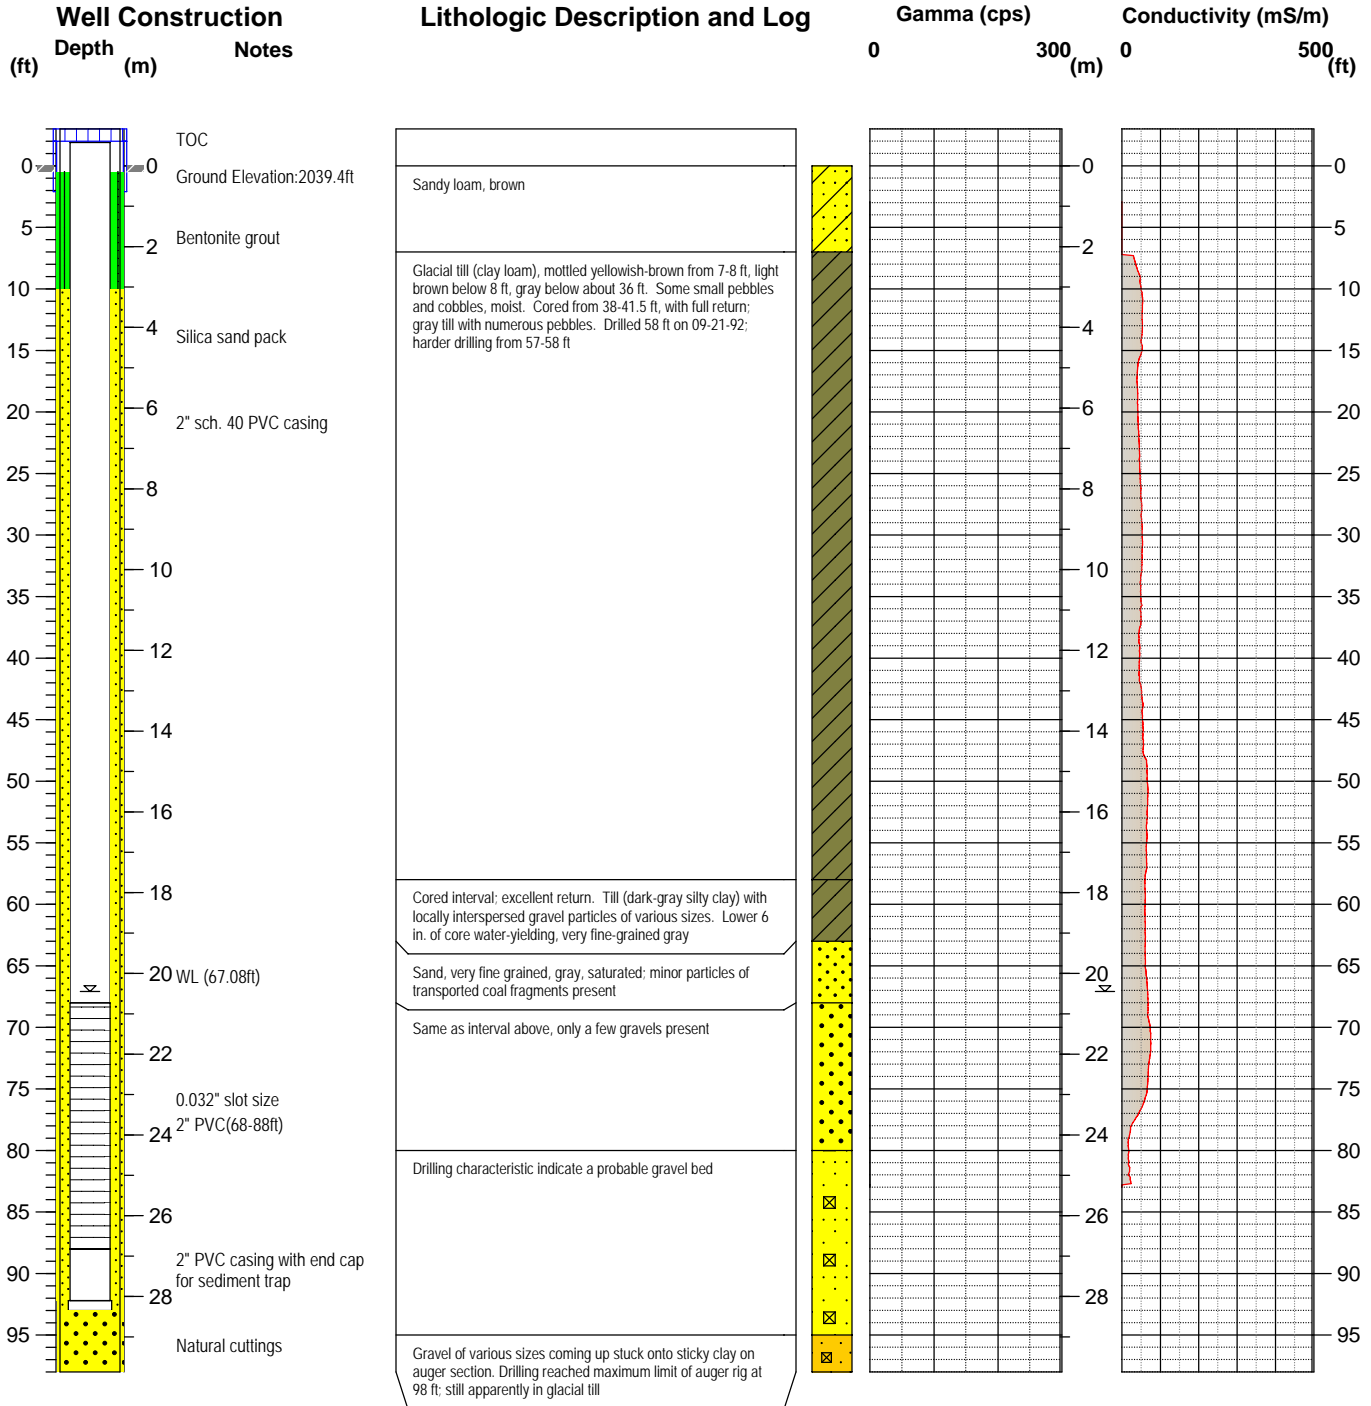 Well Construction
Lithologic Description and Log
Gamma (cps)
Conductivity (mS/m)
Depth
Notes
(ft)
(m)
0
300
(m)
0
500
(ft)
TOC
0
0
Ground Elevation:2039.4ft
5
2
Bentonite grout
10
4
Silica sand pack
15
6
20
2" sch. 40 PVC casing
25
8
30
10
35
12
40
45
14
50
16
55
18
60
65
20
WL (67.08ft)
70
22
75
0.032" slot size
2" PVC(68-88ft)
24
80
85
26
2" PVC casing with end cap
for sediment trap
90
28
95
Natural cuttings
Sandy loam, brown
Glacial till (clay loam), mottled yellowish-brown from 7-8 ft, light
brown below 8 ft, gray below about 36 ft. Some small pebbles
and cobbles, moist. Cored from 38-41.5 ft, with full return;
gray till with numerous pebbles. Drilled 58 ft on 09-21-92;
harder drilling from 57-58 ft
Cored interval; excellent return. Till (dark-gray silty clay) with
locally interspersed gravel particles of various sizes. Lower 6
in. of core water-yielding, very fine-grained gray
Sand, very fine grained, gray, saturated; minor particles of
transported coal fragments present
Same as interval above, only a few gravels present
Drilling characteristic indicate a probable gravel bed
Gravel of various sizes coming up stuck onto sticky clay on
auger section. Drilling reached maximum limit of auger rig at
98 ft; still apparently in glacial till
0
2
4
6
8
10
12
14
16
18
20
22
24
26
28
0
5
10
15
20
25
30
35
40
45
50
55
60
65
70
75
80
85
90
95